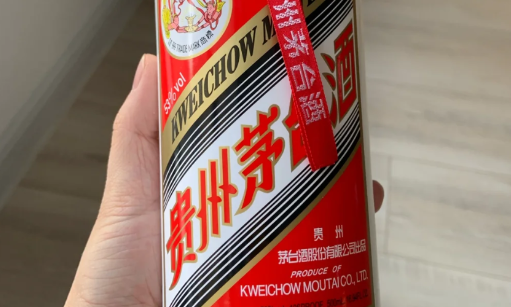 53%vol
KWEICHOW M
贵州茅台酒
贵州
茅台酒股份有限公司出品
PRODUCE OF
KWEICHOW MOUTAI CO., LTD.